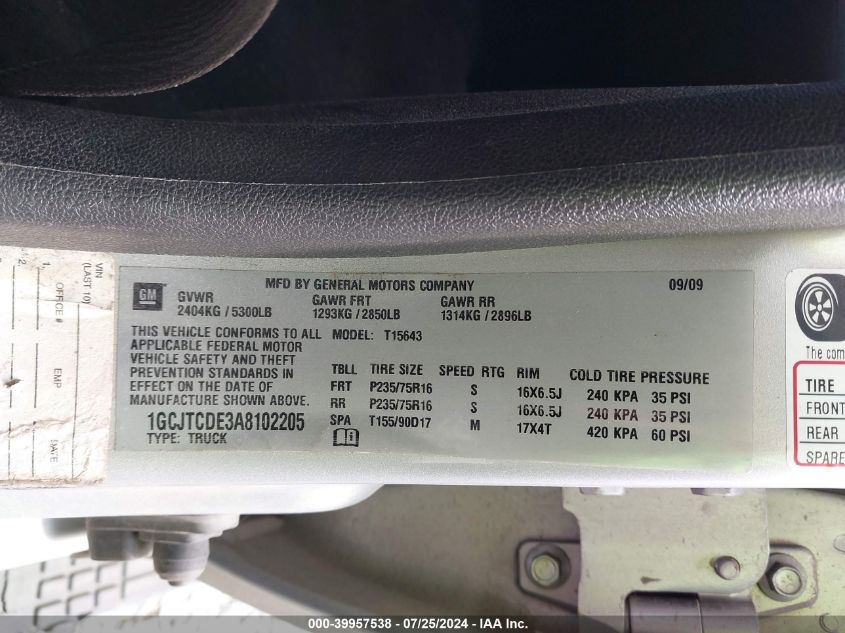 MFD BY GENERAL MOTORS COMPANY 09/09
GM
GVWR GAWR FRT GAWR RR
2404KG / 5300LB 1293KG / 2850LB 1314KG / 2896LB
THIS VEHICLE CONFORMS TO ALL MODEL: T15643
APPLICABLE FEDERAL MOTOR
VEHICLE SAFETY AND THEFT
PREVENTION STANDARDS IN
EFFECT ON THE DATE OF
MANUFACTURE SHOWN ABOVE.
1GCJTCDE3A8102205
TYPE: TRUCK
TBLL TIRE SIZE SPEED RTG RIM COLD TIRE PRESSURE
FRT P235/75R16 S 16X6.5J 240 KPA 35 PSI
RR P235/75R16 S 16X6.5J 240 KPA 35 PSI
SPA T155/90D17 M 17X4T 420 KPA 60 PSI
VIN
(LAST 10)
OFFICE# EMP DATE
1.
2.
The com
TIRE
FRONT
REAR
SPARE
000-39957538 - 07/25/2024 - © IAA, Inc.